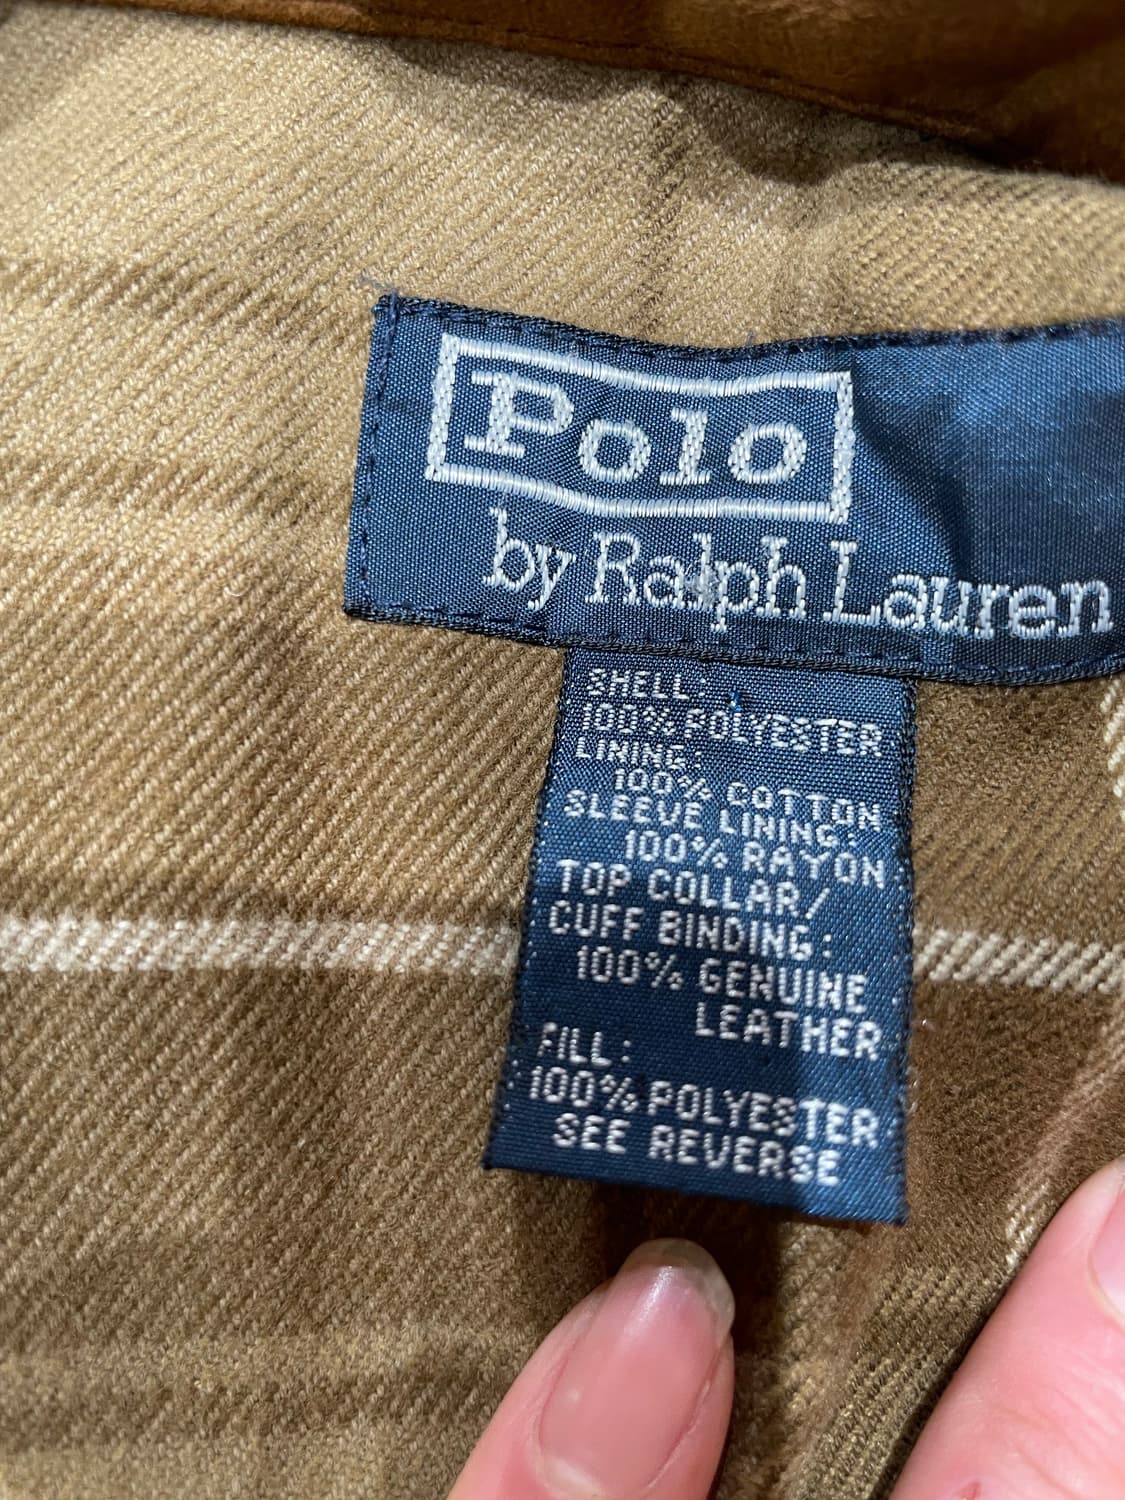 Polo
by Ralph Lauren
SHELL:
100% POLYESTER
LINING:
100% COTTON
SLEEVE LINING:
100% RAYON
TOP COLLAR/
CUFF BINDING:
100% GENUINE
LEATHER
FILL:
100% POLYESTER
SEE REVERSE